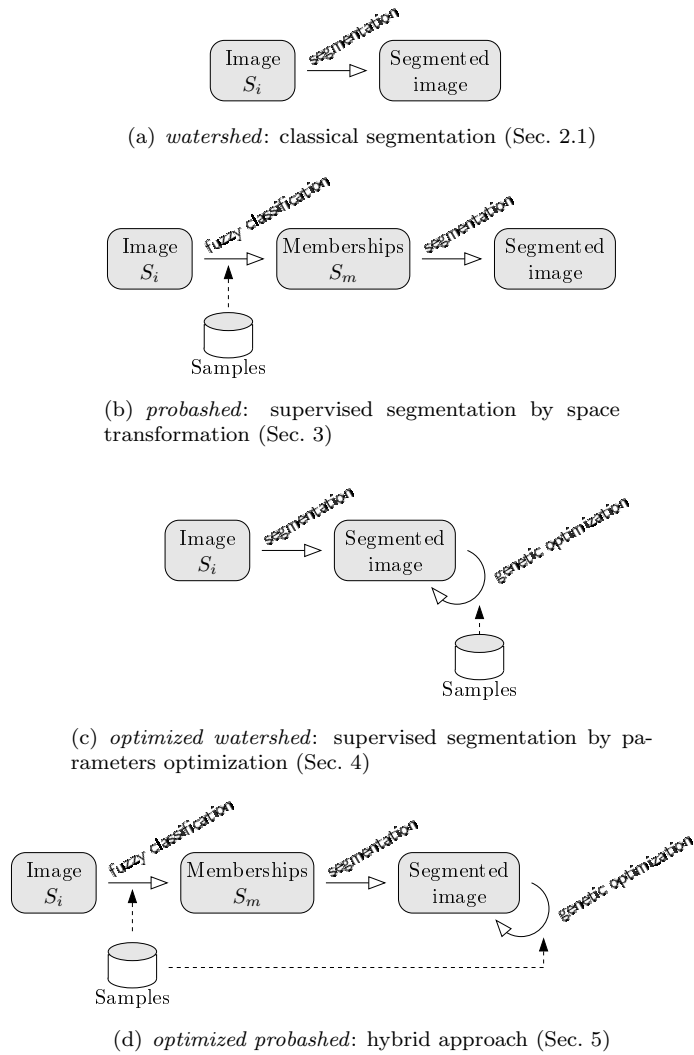 segmentation
Image
S_i
Segmented
image
(a) watershed: classical segmentation (Sec. 2.1)
fuzzy classification
segmentation
Image
S_i
Memberships
S_m
Segmented
image
Samples
(b) probashed: supervised segmentation by space
transformation (Sec. 3)
segmentation
genetic optimization
Image
S_i
Segmented
image
Samples
(c) optimized watershed: supervised segmentation by pa-
rameters optimization (Sec. 4)
fuzzy classification
segmentation
genetic optimization
Image
S_i
Memberships
S_m
Segmented
image
Samples
(d) optimized probashed: hybrid approach (Sec. 5)